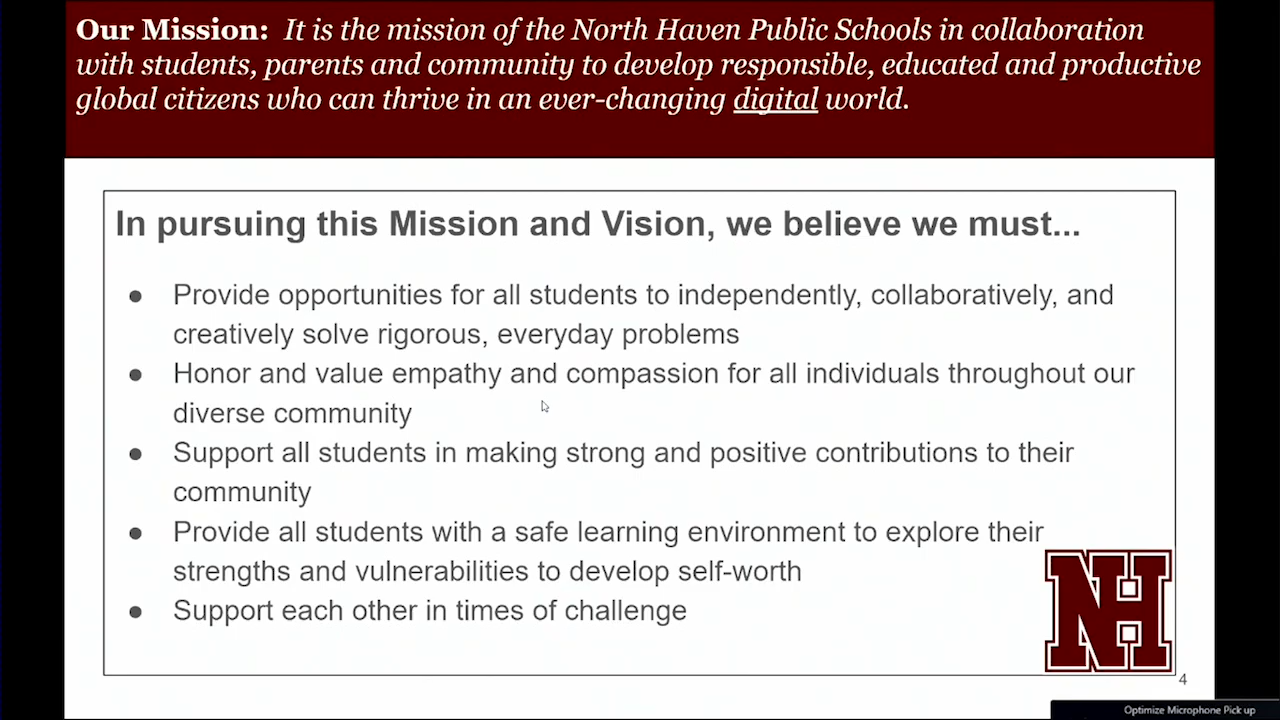 Our Mission: It is the mission of the North Haven Public Schools in collaboration
with students, parents and community to develop responsible, educated and productive
global citizens who can thrive in an ever-changing digital world.
In pursuing this Mission and Vision, we believe we must...
● Provide opportunities for all students to independently, collaboratively, and
creatively solve rigorous, everyday problems
● Honor and value empathy and compassion for all individuals throughout our
diverse community
● Support all students in making strong and positive contributions to their
community
● Provide all students with a safe learning environment to explore their
strengths and vulnerabilities to develop self-worth
● Support each other in times of challenge
NH
4
Optimize Microphone Pick up